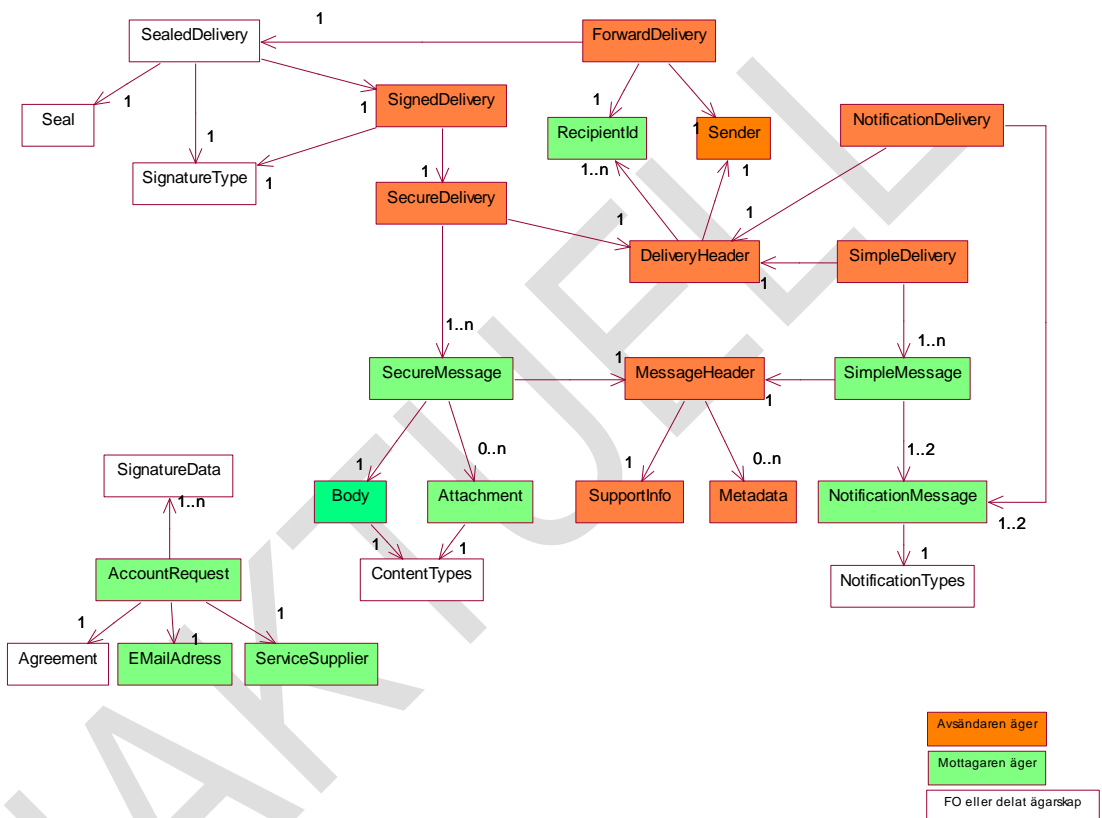 1
SealedDelivery
ForwardDelivery
1
1
Seal
SignedDelivery
1
1
RecipientId
1
Sender
NotificationDelivery
1
SignatureType
1
1
1..n
1
SecureDelivery
1
1
DeliveryHeader
1
SimpleDelivery
1..n
1..n
SecureMessage
1
MessageHeader
1
SimpleMessage
1
0..n
1
0..n
1..2
SignatureData
1..n
Body
Attachment
SupportInfo
Metadata
NotificationMessage
1..2
1
1
1
AccountRequest
ContentTypes
NotificationTypes
1
1
1
Agreement
EMailAdress
ServiceSupplier
Avsändaren äger
Mottagaren äger
FO eller delat ägarskap
AKTUELL